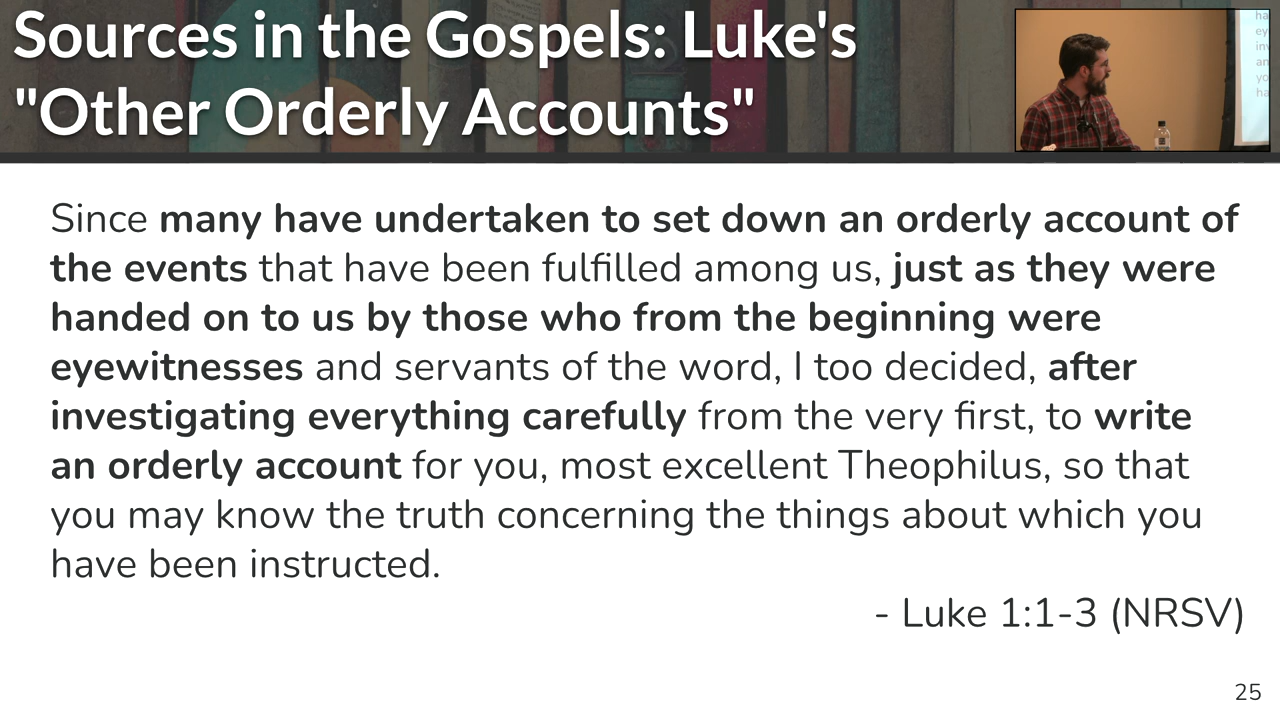 Sources in the Gospels: Luke's
"Other Orderly Accounts"
Since many have undertaken to set down an orderly account of
the events that have been fulfilled among us, just as they were
handed on to us by those who from the beginning were
eyewitnesses and servants of the word, I too decided, after
investigating everything carefully from the very first, to write
an orderly account for you, most excellent Theophilus, so that
you may know the truth concerning the things about which you
have been instructed.
- Luke 1:1-3 (NRSV)
25